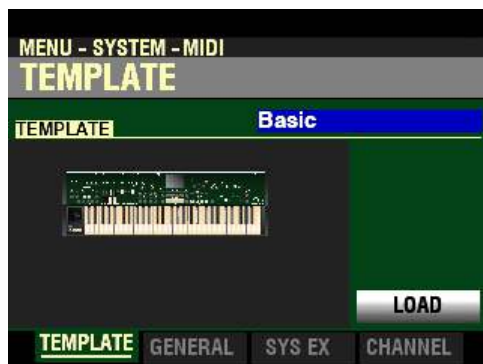 MENU - SYSTEM - MIDI
TEMPLATE
TEMPLATE Basic
LOAD
TEMPLATE GENERAL SYS EX CHANNEL